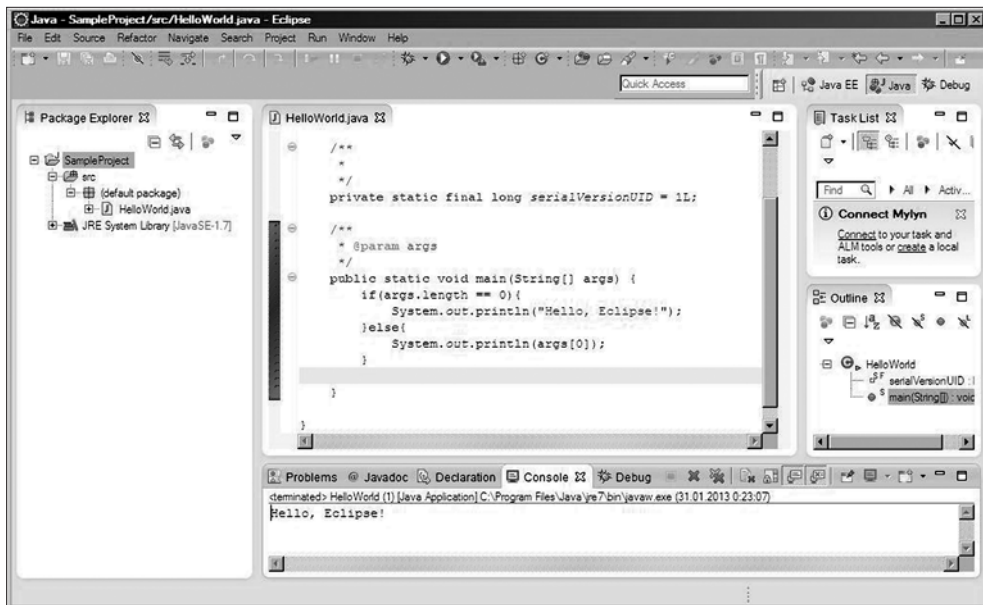 Java - SampleProject/src/HelloWorld.java - Eclipse
File Edit Source Refactor Navigate Search Project Run Window Help
Quick Access
Java EE Java Debug
Package Explorer
SampleProject
src
(default package)
HelloWorld.java
JRE System Library [JavaSE-1.7]
HelloWorld.java
/**
*
*/
private static final long serialVersionUID = 1L;
/**
* @param args
*/
public static void main(String[] args) {
if(args.length == 0){
System.out.println("Hello, Eclipse!");
}else{
System.out.println(args[0]);
}
}
}
Task List
Find All Activ...
Connect Mylyn
Connect to your task and
ALM tools or create a local
task.
Outline
HelloWorld
serialVersionUID : l
main(String[]) : void
Problems @ Javadoc Declaration Console Debug
<terminated> HelloWorld (1) [Java Application] C:\Program Files\Java\jre7\bin\javaw.exe (31.01.2013 0:23:07)
Hello, Eclipse!